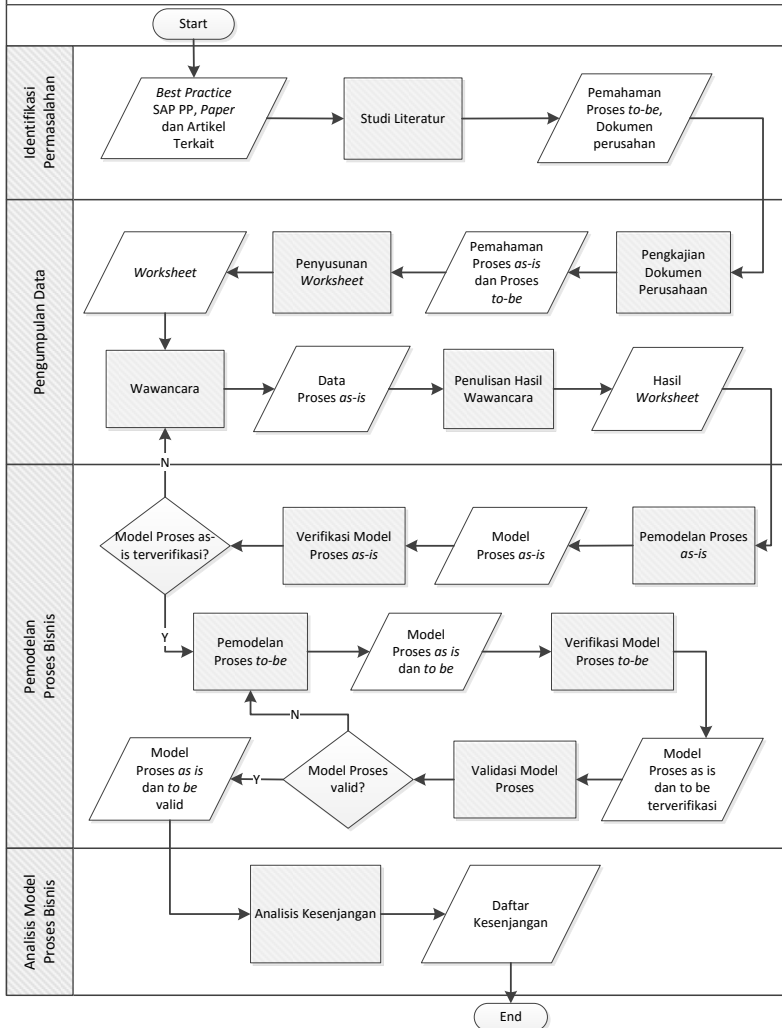 Start
Identifikasi
Permasalahan
Best Practice
SAP PP, Paper
dan Artikel
Terkait
Studi Literatur
Pemahaman
Proses to-be,
Dokumen
perusahan
Pengumpulan Data
Worksheet
Penyusunan
Worksheet
Pemahaman
Proses as-is
dan Proses
to-be
Pengkajian
Dokumen
Perusahaan
Wawancara
Data
Proses as-is
Penulisan Hasil
Wawancara
Hasil
Worksheet
N
Pemodelan
Proses Bisnis
Model Proses as-
is terverifikasi?
Verifikasi Model
Proses as-is
Model
Proses as-is
Pemodelan Proses
as-is
Y
Pemodelan
Proses to-be
Model
Proses as is
dan to be
Verifikasi Model
Proses to-be
N
Model
Proses as is
dan to be
valid
Y
Model Proses
valid?
Validasi Model
Proses
Model
Proses as is
dan to be
terverifikasi
Analisis Model
Proses Bisnis
Analisis Kesenjangan
Daftar
Kesenjangan
End